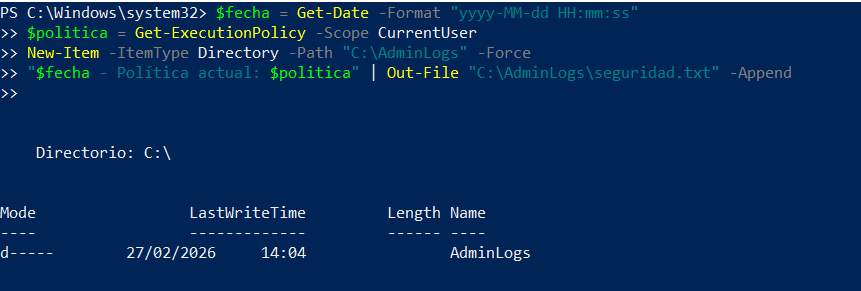 PS C:\Windows\system32> $fecha = Get-Date -Format "yyyy-MM-dd HH:mm:ss"
>> $politica = Get-ExecutionPolicy -Scope CurrentUser
>> New-Item -ItemType Directory -Path "C:\AdminLogs" -Force
>> "$fecha - Política actual: $politica" | Out-File "C:\AdminLogs\seguridad.txt" -Append
>>
Directorio: C:\
Mode LastWriteTime Length Name
---- ------------- ------ ----
d----- 27/02/2026 14:04 AdminLogs